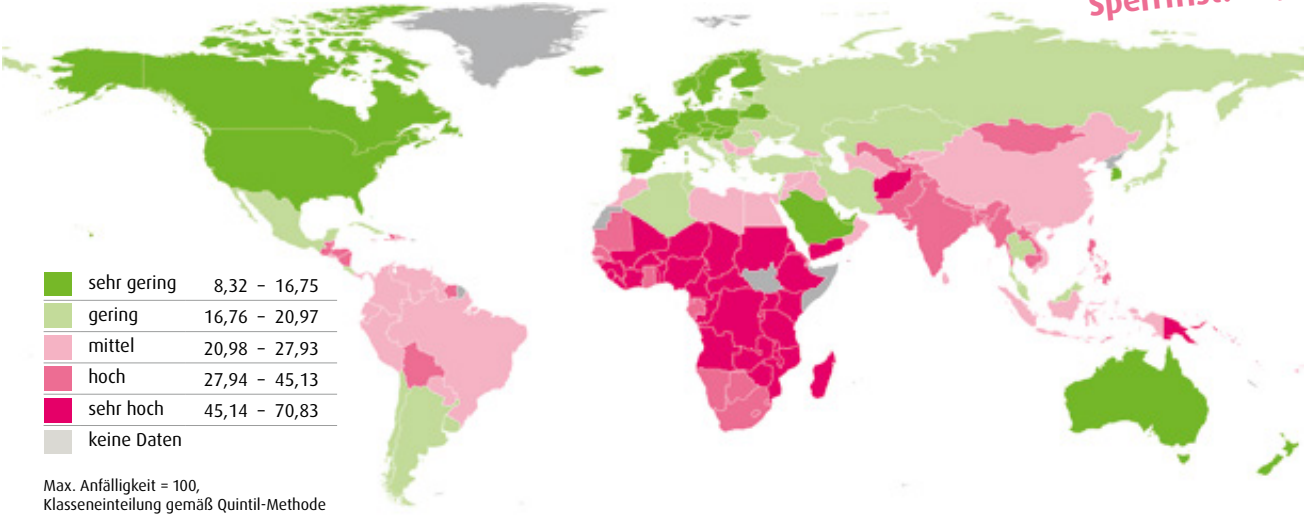 sehr gering 8,32 – 16,75
gering 16,76 – 20,97
mittel 20,98 – 27,93
hoch 27,94 – 45,13
sehr hoch 45,14 – 70,83
keine Daten
Max. Anfälligkeit = 100,
Klasseneinteilung gemäß Quintil-Methode